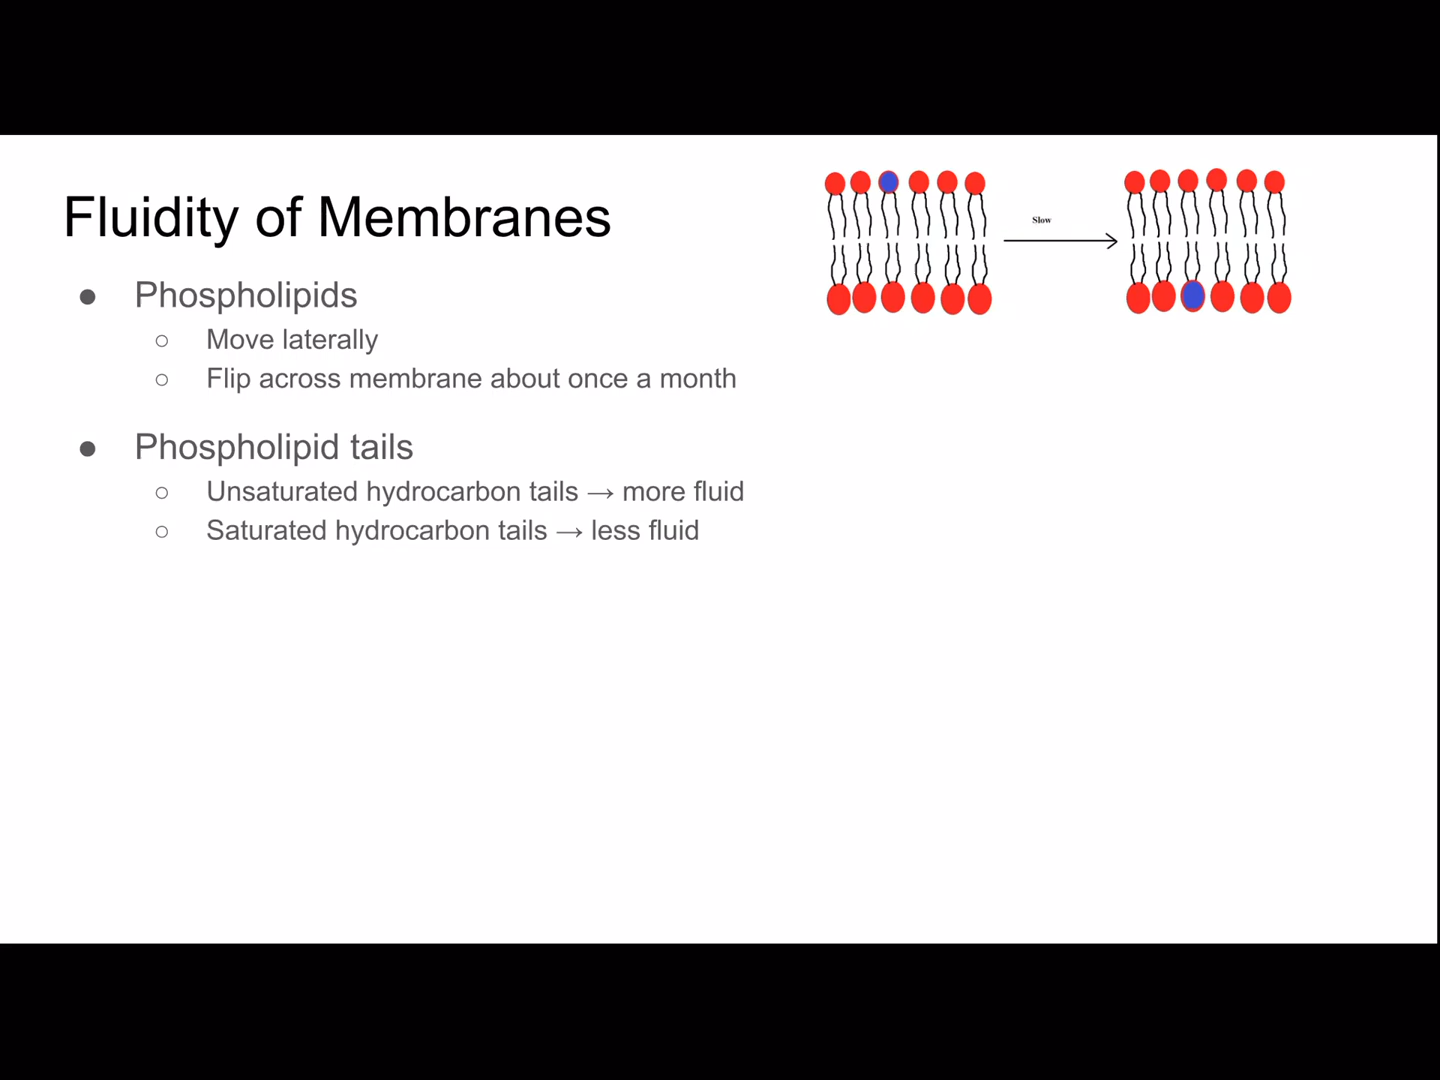 Fluidity of Membranes
● Phospholipids
○ Move laterally
○ Flip across membrane about once a month
● Phospholipid tails
○ Unsaturated hydrocarbon tails → more fluid
○ Saturated hydrocarbon tails → less fluid
Slow